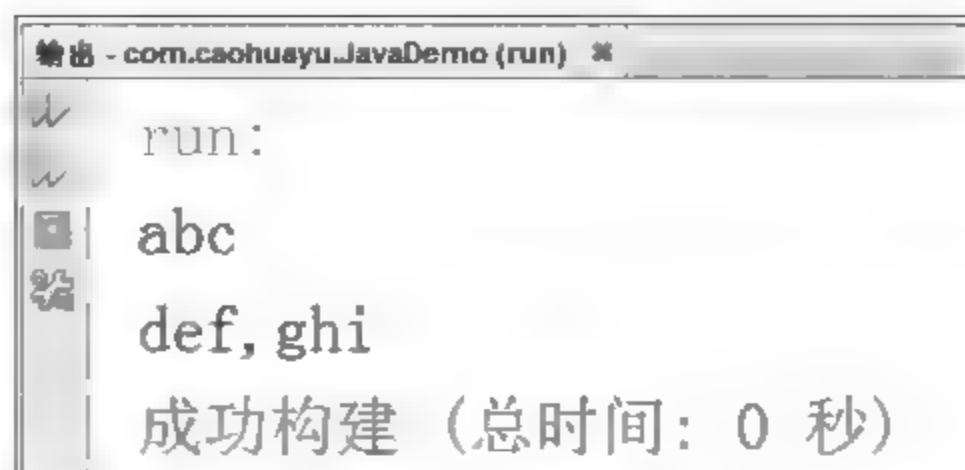 输出 - com.caohuayu.JavaDemo (run) ✖
run:
abc
def,ghi
成功构建 (总时间: 0 秒)